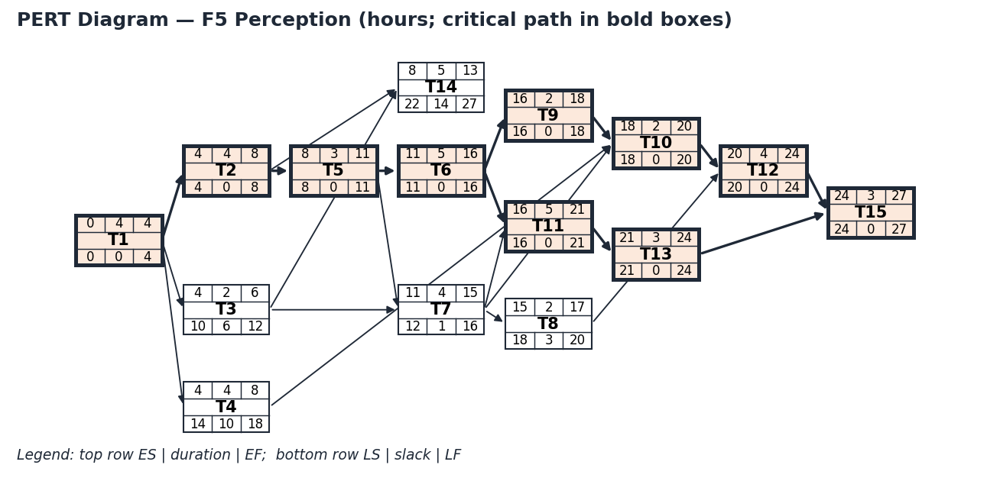 PERT Diagram — F5 Perception (hours; critical path in bold boxes)
8 5 13
T14
22 14 27
16 2 18
T9
16 0 18
18 2 20
T10
18 0 20
4 4 8
T2
4 0 8
8 3 11
T5
8 0 11
11 5 16
T6
11 0 16
20 4 24
T12
20 0 24
24 3 27
T15
24 0 27
16 5 21
T11
16 0 21
0 4 4
T1
0 0 4
21 3 24
T13
21 0 24
4 2 6
T3
10 6 12
11 4 15
T7
12 1 16
15 2 17
T8
18 3 20
4 4 8
T4
14 10 18
Legend: top row ES | duration | EF; bottom row LS | slack | LF